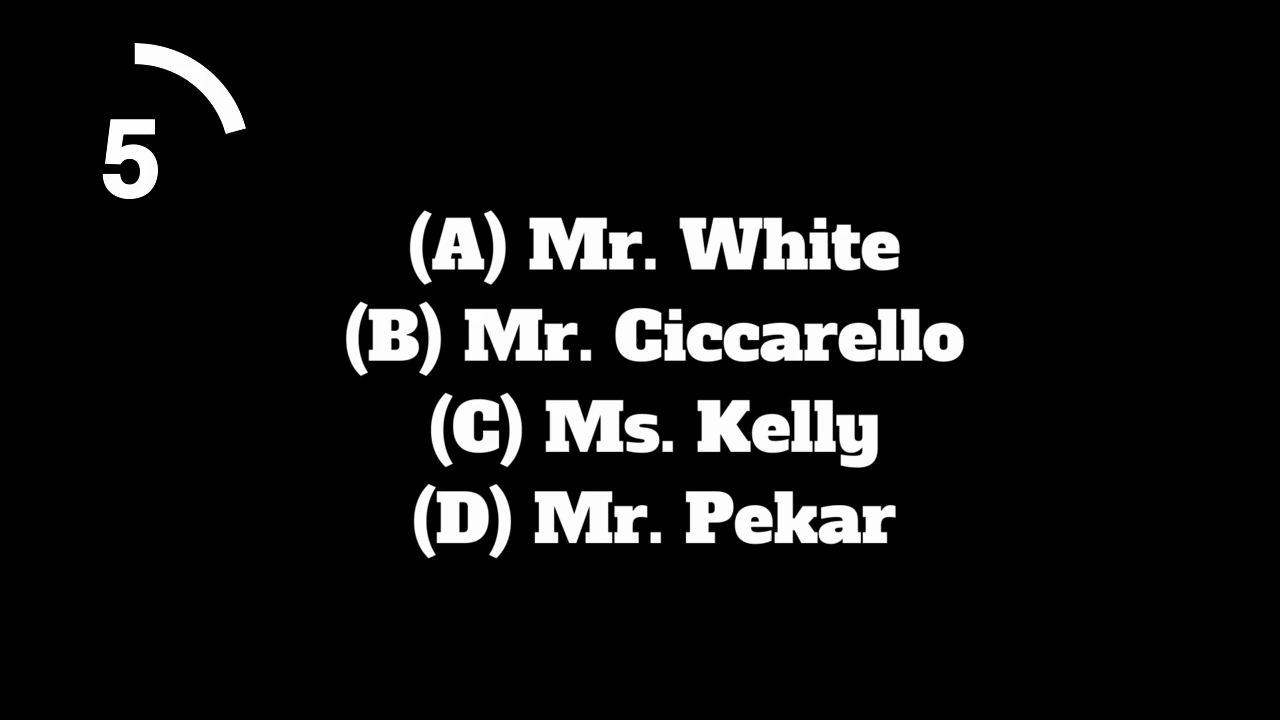 5
(A) Mr. White
(B) Mr. Ciccarello
(C) Ms. Kelly
(D) Mr. Pekar